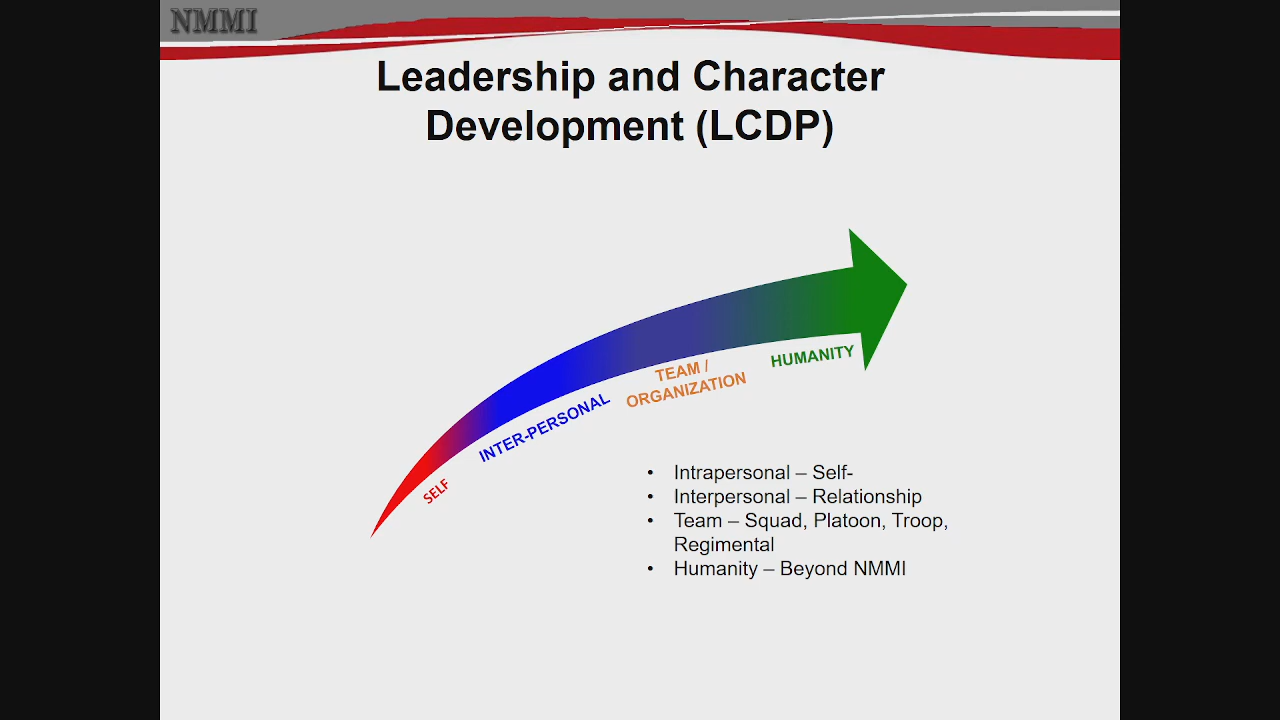 NMMI
Leadership and Character
Development (LCDP)
SELF
INTER-PERSONAL
TEAM /
ORGANIZATION
HUMANITY
• Intrapersonal – Self-
• Interpersonal – Relationship
• Team – Squad, Platoon, Troop,
Regimental
• Humanity – Beyond NMMI